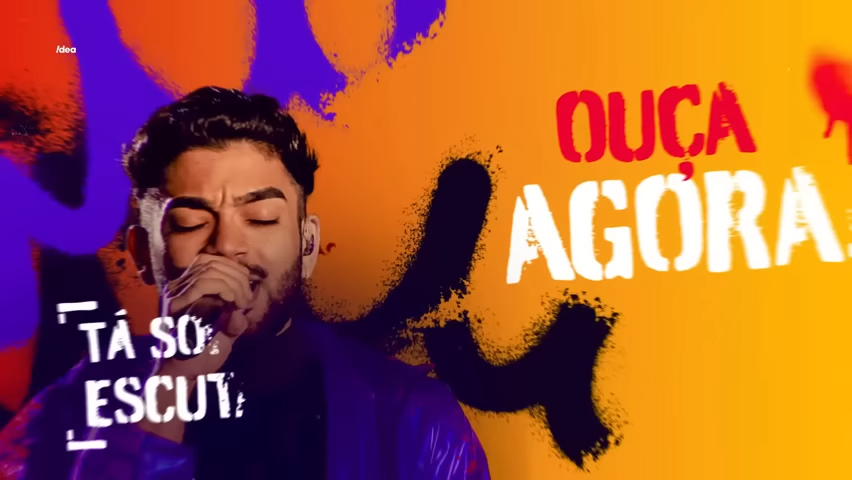 /dea
OUÇA
AGORA
TÁ SO
ESCUT